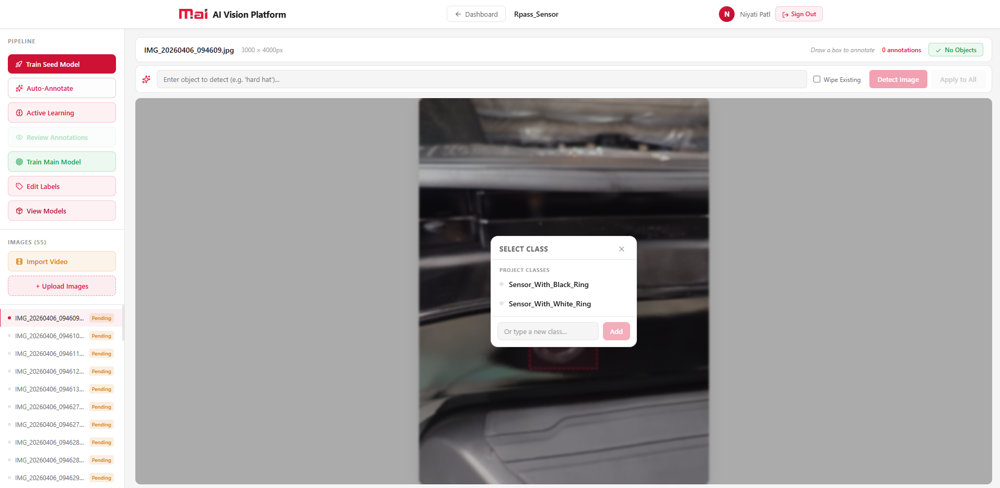 mai AI Vision Platform
← Dashboard
Rpass_Sensor
N
Niyati Patl
Sign Out
PIPELINE
Train Seed Model
Auto-Annotate
Active Learning
Review Annotations
Train Main Model
Edit Labels
View Models
IMAGES (55)
Import Video
+ Upload Images
IMG_20260406_094609... Pending
IMG_20260406_094610... Pending
IMG_20260406_094611... Pending
IMG_20260406_094612... Pending
IMG_20260406_094613... Pending
IMG_20260406_094627... Pending
IMG_20260406_094627... Pending
IMG_20260406_094628... Pending
IMG_20260406_094628... Pending
IMG_20260406_094629... Pending
IMG_20260406_094609.jpg 3000 × 4000px
Draw a box to annotate 0 annotations ✓ No Objects
Enter object to detect (e.g. 'hard hat')...
Wipe Existing
Detect Image
Apply to All
SELECT CLASS
PROJECT CLASSES
Sensor_With_Black_Ring
Sensor_With_White_Ring
Or type a new class...
Add